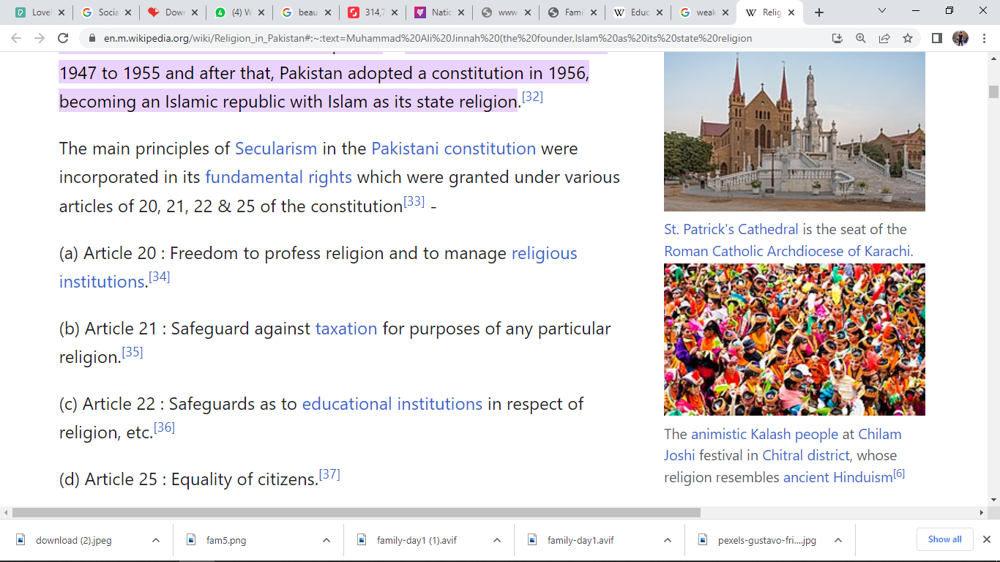 Lovel
Socia
Down
(4) W
beau
314,7
Natic
www
Fami
Educ
weak
Relig
en.m.wikipedia.org/wiki/Religion_in_Pakistan#:~:text=Muhammad%20Ali%20Jinnah%20(the%20founder,Islam%20as%20its%20state%20religion
1947 to 1955 and after that, Pakistan adopted a constitution in 1956,
becoming an Islamic republic with Islam as its state religion.[32]
The main principles of Secularism in the Pakistani constitution were
incorporated in its fundamental rights which were granted under various
articles of 20, 21, 22 & 25 of the constitution[33] -
(a) Article 20 : Freedom to profess religion and to manage religious
institutions.[34]
(b) Article 21 : Safeguard against taxation for purposes of any particular
religion.[35]
(c) Article 22 : Safeguards as to educational institutions in respect of
religion, etc.[36]
(d) Article 25 : Equality of citizens.[37]
St. Patrick's Cathedral is the seat of the
Roman Catholic Archdiocese of Karachi.
The animistic Kalash people at Chilam
Joshi festival in Chitral district, whose
religion resembles ancient Hinduism[6]
download (2).jpeg
fam5.png
family-day1 (1).avif
family-day1.avif
pexels-gustavo-fri....jpg
Show all